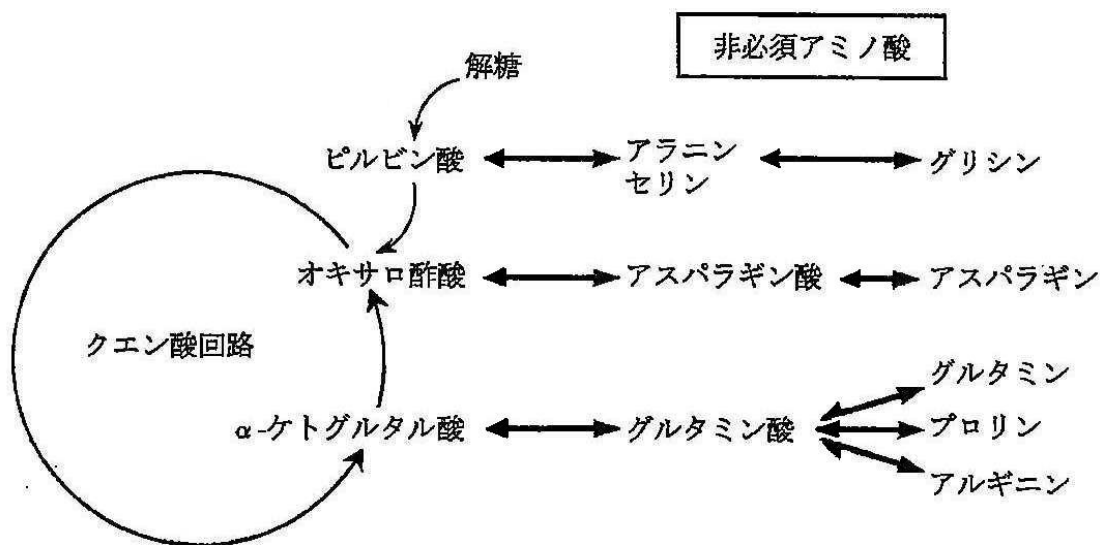 非必須アミノ酸
解糖
ピルビン酸
アラニン
セリン
グリシン
オキサロ酢酸
アスパラギン酸
アスパラギン
クエン酸回路
α-ケトグルタル酸
グルタミン酸
グルタミン
プロリン
アルギニン